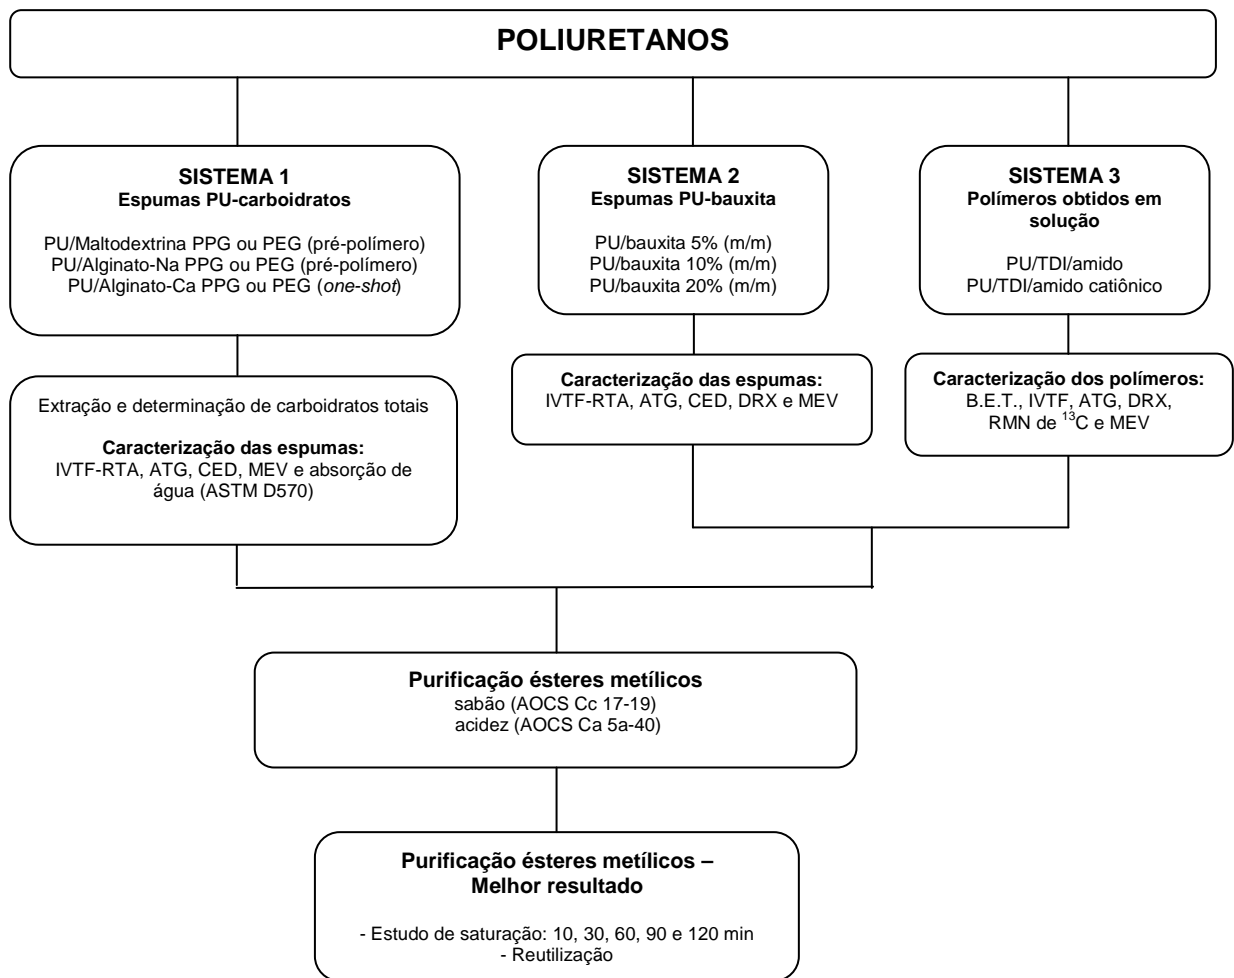 POLIURETANOS
SISTEMA 1
Espumas PU-carboidratos
PU/Maltodextrina PPG ou PEG (pré-polímero)
PU/Alginato-Na PPG ou PEG (pré-polímero)
PU/Alginato-Ca PPG ou PEG (one-shot)
SISTEMA 2
Espumas PU-bauxita
PU/bauxita 5% (m/m)
PU/bauxita 10% (m/m)
PU/bauxita 20% (m/m)
SISTEMA 3
Polímeros obtidos em
solução
PU/TDI/amido
PU/TDI/amido catiônico
Extração e determinação de carboidratos totais
Caracterização das espumas:
IVTF-RTA, ATG, CED, MEV e absorção de
água (ASTM D570)
Caracterização das espumas:
IVTF-RTA, ATG, CED, DRX e MEV
Caracterização dos polímeros:
B.E.T., IVTF, ATG, DRX,
RMN de ¹³C e MEV
Purificação ésteres metílicos
sabão (AOCS Cc 17-19)
acidez (AOCS Ca 5a-40)
Purificação ésteres metílicos –
Melhor resultado
- Estudo de saturação: 10, 30, 60, 90 e 120 min
- Reutilização